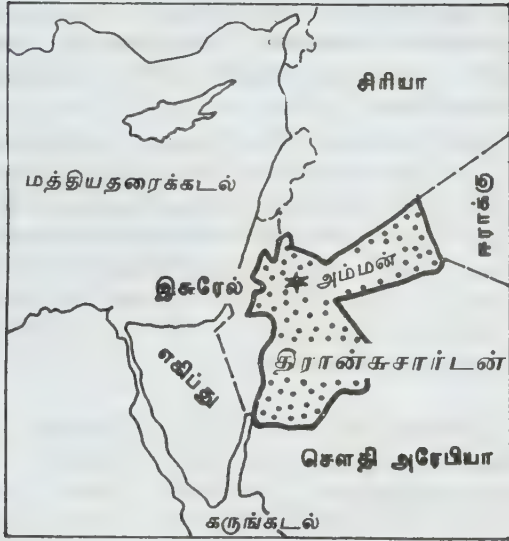 சிரியா
மத்தியதரைக்கடல்
ஈராக்கு
அம்மன்
இசுரேல்
திரான்சுசார்டன்
எகிப்து
சௌதி அரேபியா
கருங்கடல்